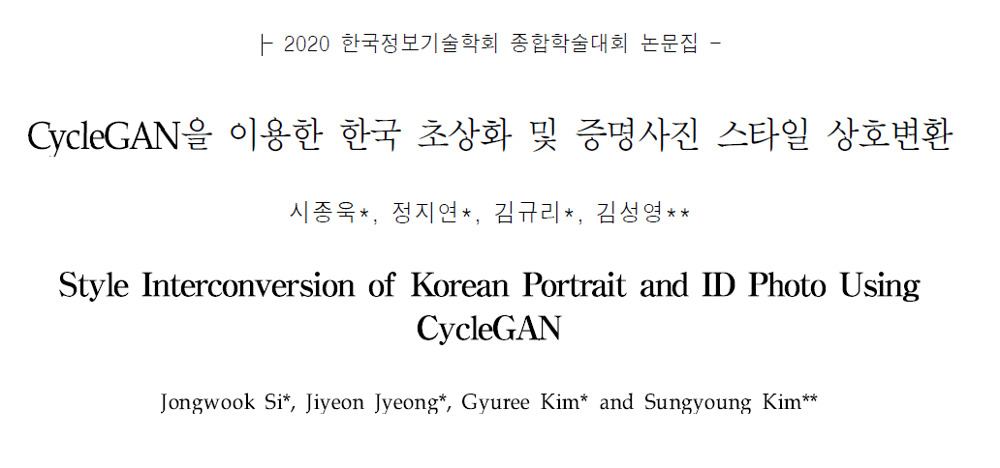 - 2020 한국정보기술학회 종합학술대회 논문집 -
CycleGAN을 이용한 한국 초상화 및 증명사진 스타일 상호변환
시종욱*, 정지연*, 김규리*, 김성영**
Style Interconversion of Korean Portrait and ID Photo Using
CycleGAN
Jongwook Si*, Jiyeon Jyeong*, Gyuree Kim* and Sungyoung Kim**